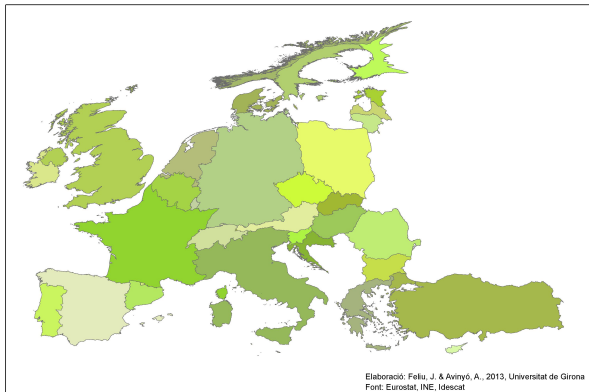 Elaboració: Feliu, J. & Avinyó, A., 2013, Universitat de Girona
Font: Eurostat, INE, Idescat